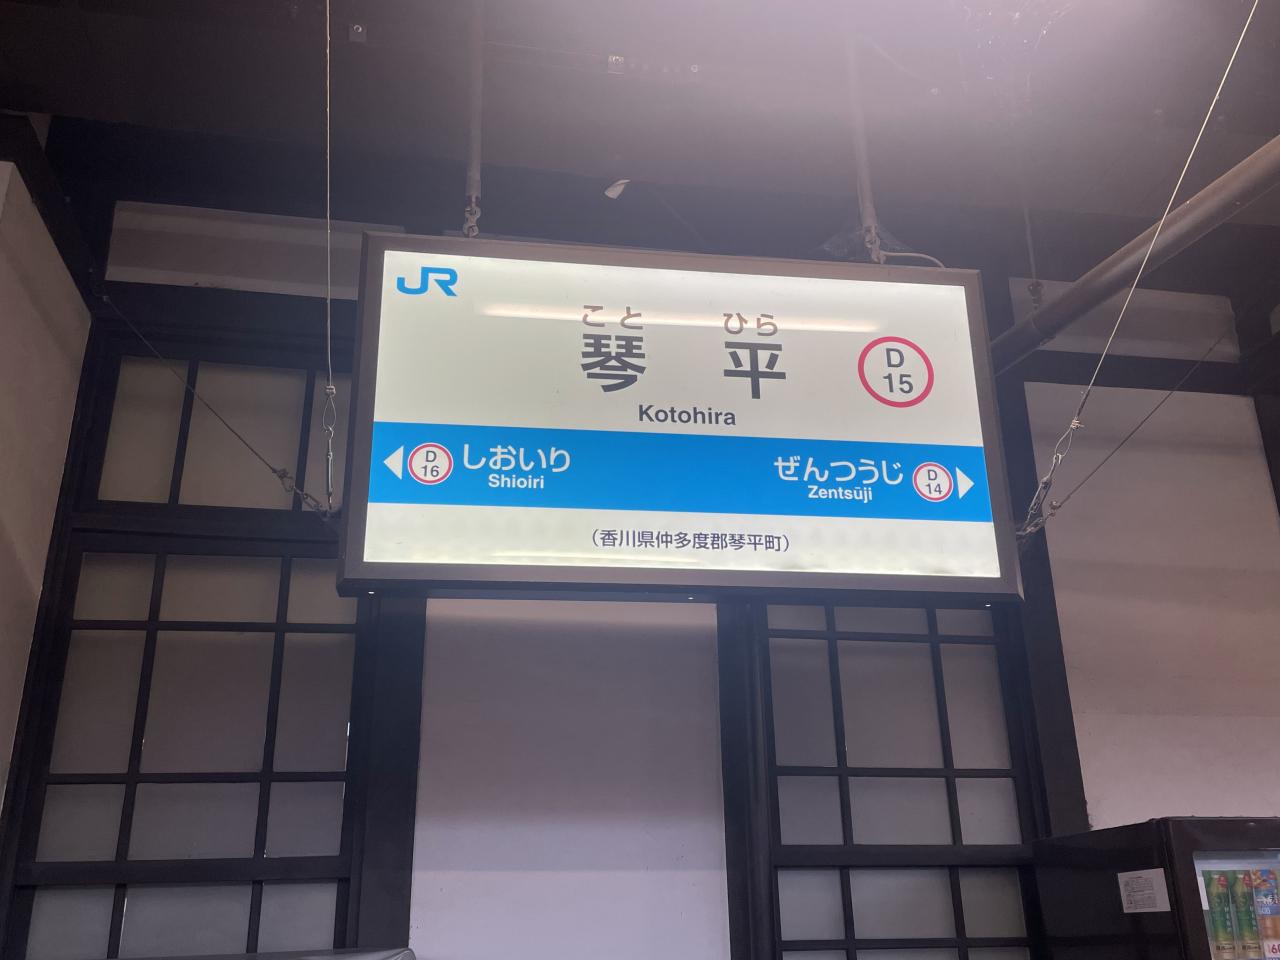 JR
こと ひら
琴 平
D
15
Kotohira
D
16
しおいり
Shioiri
ぜんつうじ
Zentsūji
D
14
(香川県仲多度郡琴平町)